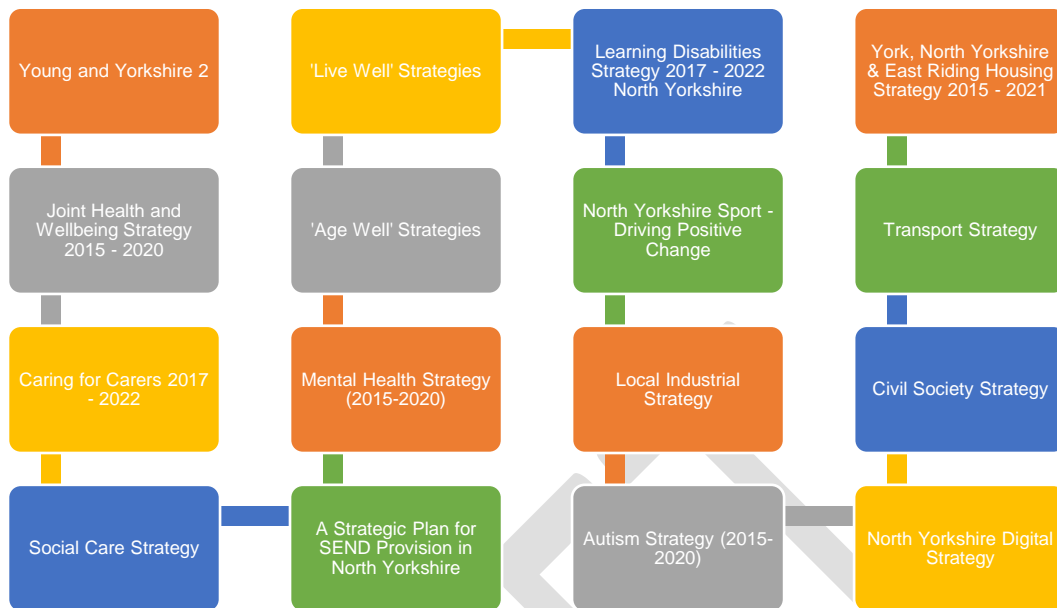 Young and Yorkshire 2
Joint Health and
Wellbeing Strategy
2015 - 2020
Caring for Carers 2017
- 2022
Social Care Strategy
A Strategic Plan for
SEND Provision in
North Yorkshire
Mental Health Strategy
(2015-2020)
'Age Well' Strategies
'Live Well' Strategies
Learning Disabilities
Strategy 2017 - 2022
North Yorkshire
North Yorkshire Sport -
Driving Positive
Change
Local Industrial
Strategy
Autism Strategy (2015-
2020)
North Yorkshire Digital
Strategy
Civil Society Strategy
Transport Strategy
York, North Yorkshire
& East Riding Housing
Strategy 2015 - 2021